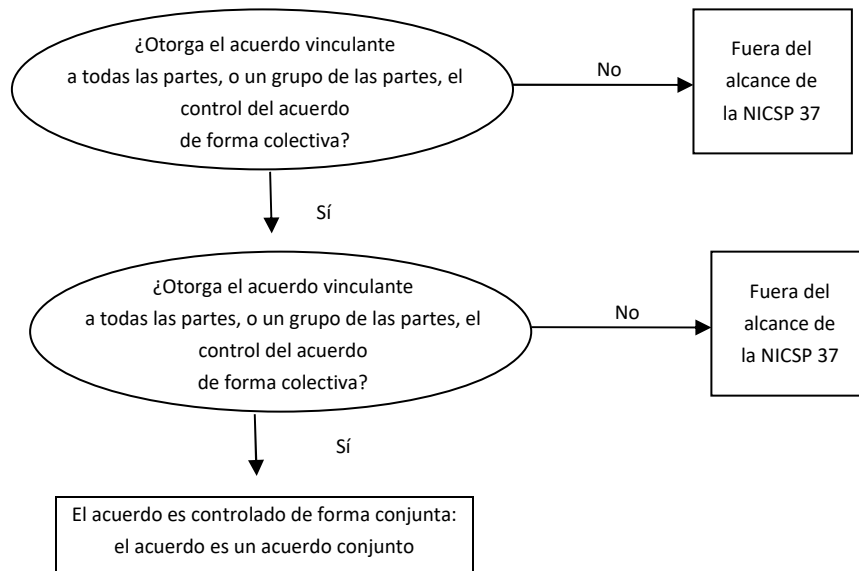 ¿Otorga el acuerdo vinculante
a todas las partes, o un grupo de las partes, el
control del acuerdo
de forma colectiva?
No
Fuera del
alcance de
la NICSP 37
Sí
¿Otorga el acuerdo vinculante
a todas las partes, o un grupo de las partes, el
control del acuerdo
de forma colectiva?
No
Fuera del
alcance de
la NICSP 37
Sí
El acuerdo es controlado de forma conjunta:
el acuerdo es un acuerdo conjunto